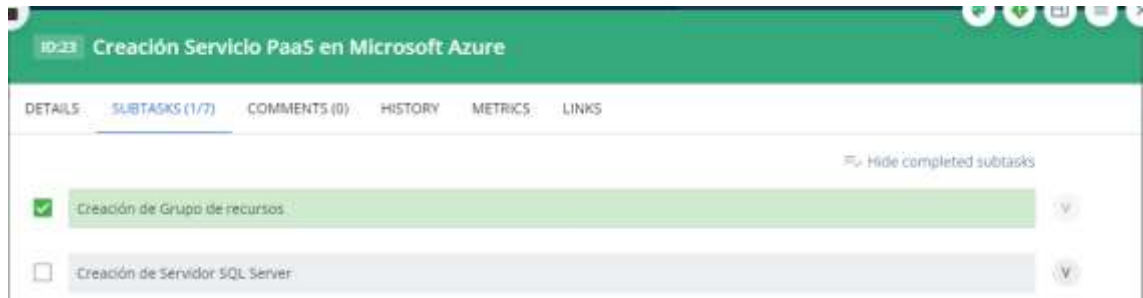 ID:23 Creación Servicio PaaS en Microsoft Azure
DETAILS SUBTASKS (1/7) COMMENTS (0) HISTORY METRICS LINKS
Hide completed subtasks
Creación de Grupo de recursos
V
Creación de Servidor SQL Server
V